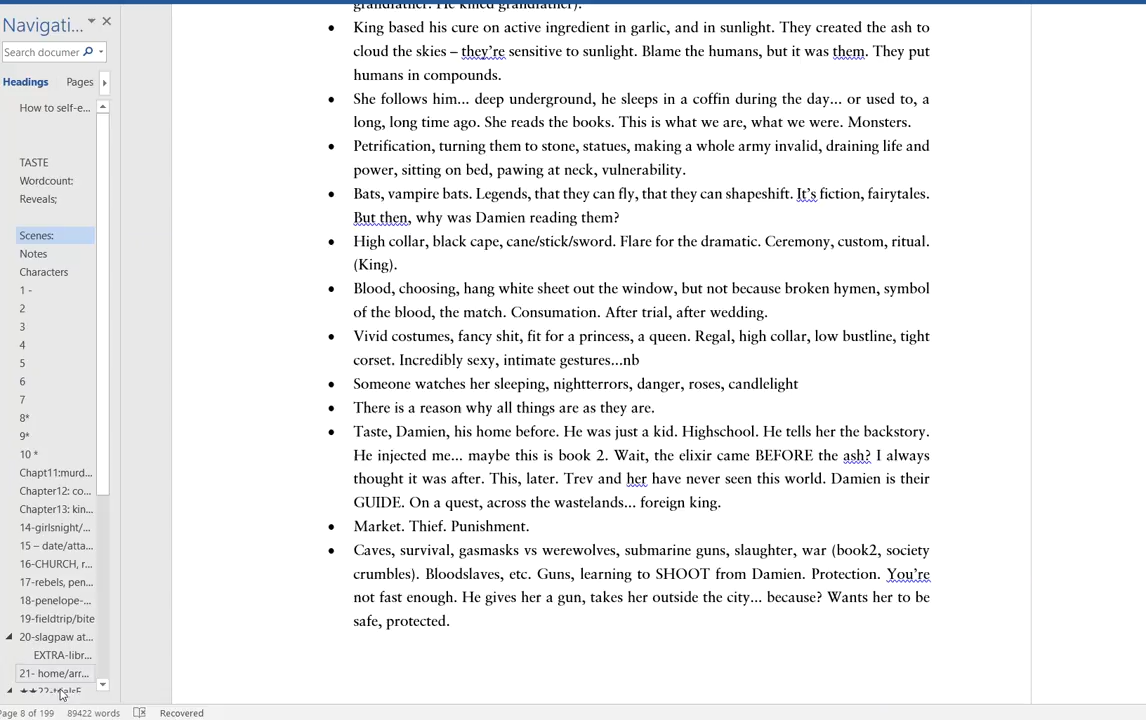 grandfather. He killed grandfather).
Navigati...
Search documer
Headings Pages
How to self-e...
TASTE
Wordcount:
Reveals;
Scenes:
Notes
Characters
1 -
2
3
4
5
6
7
8*
9*
10 *
Chapt11:murd...
Chapter12: co...
Chapter13: kin...
14-girlsnight/...
15 – date/atta...
16-CHURCH, r...
17-rebels, pen...
18-penelope-...
19-fieldtrip/bite
20-slagpaw at...
EXTRA-libr...
21- home/arr...
King based his cure on active ingredient in garlic, and in sunlight. They created the ash to
cloud the skies – they’re sensitive to sunlight. Blame the humans, but it was them. They put
humans in compounds.
She follows him... deep underground, he sleeps in a coffin during the day... or used to, a
long, long time ago. She reads the books. This is what we are, what we were. Monsters.
Petrification, turning them to stone, statues, making a whole army invalid, draining life and
power, sitting on bed, pawing at neck, vulnerability.
Bats, vampire bats. Legends, that they can fly, that they can shapeshift. It’s fiction, fairytales.
But then, why was Damien reading them?
High collar, black cape, cane/stick/sword. Flare for the dramatic. Ceremony, custom, ritual.
(King).
Blood, choosing, hang white sheet out the window, but not because broken hymen, symbol
of the blood, the match. Consumation. After trial, after wedding.
Vivid costumes, fancy shit, fit for a princess, a queen. Regal, high collar, low bustline, tight
corset. Incredibly sexy, intimate gestures...nb
Someone watches her sleeping, nightterrors, danger, roses, candlelight
There is a reason why all things are as they are.
Taste, Damien, his home before. He was just a kid. Highschool. He tells her the backstory.
He injected me... maybe this is book 2. Wait, the elixir came BEFORE the ash? I always
thought it was after. This, later. Trev and her have never seen this world. Damien is their
GUIDE. On a quest, across the wastelands... foreign king.
Market. Thief. Punishment.
Caves, survival, gasmasks vs werewolves, submarine guns, slaughter, war (book2, society
crumbles). Bloodslaves, etc. Guns, learning to SHOOT from Damien. Protection. You’re
not fast enough. He gives her a gun, takes her outside the city... because? Wants her to be
safe, protected.
Page 8 of 199 89422 words Recovered